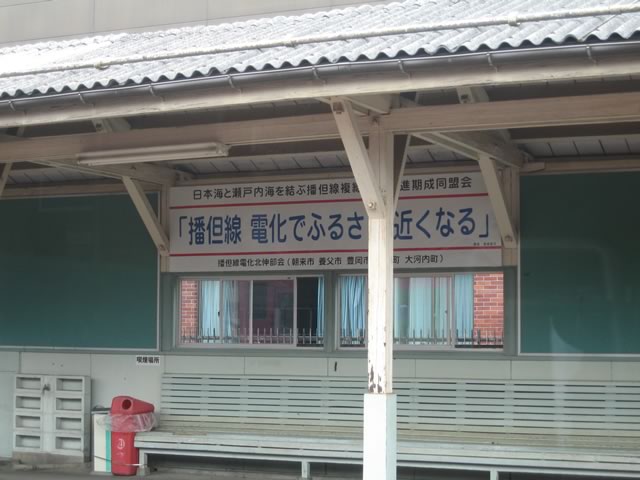 日本海と瀬戸内海を結ぶ播但線複 進期成同盟会
「播但線 電化でふるさ 近くなる」
播但線電化北伸部会（朝来市 養父市 豊岡市 町 大河内町）
喫煙場所